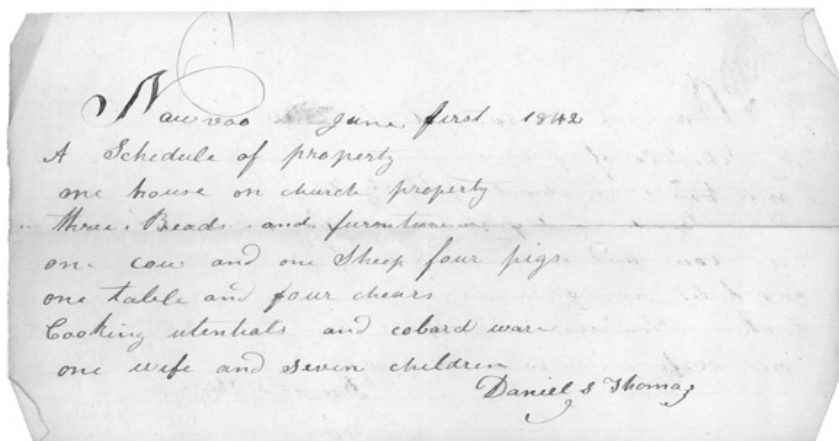 Nauvoo June first 1842
A Schedule of property
one house on church property
three Beads and furniture
one cow and one Sheep four pigs
one table and four chears
Cooking utentials and cobard ware
one wife and seven children
Daniel S Thomas